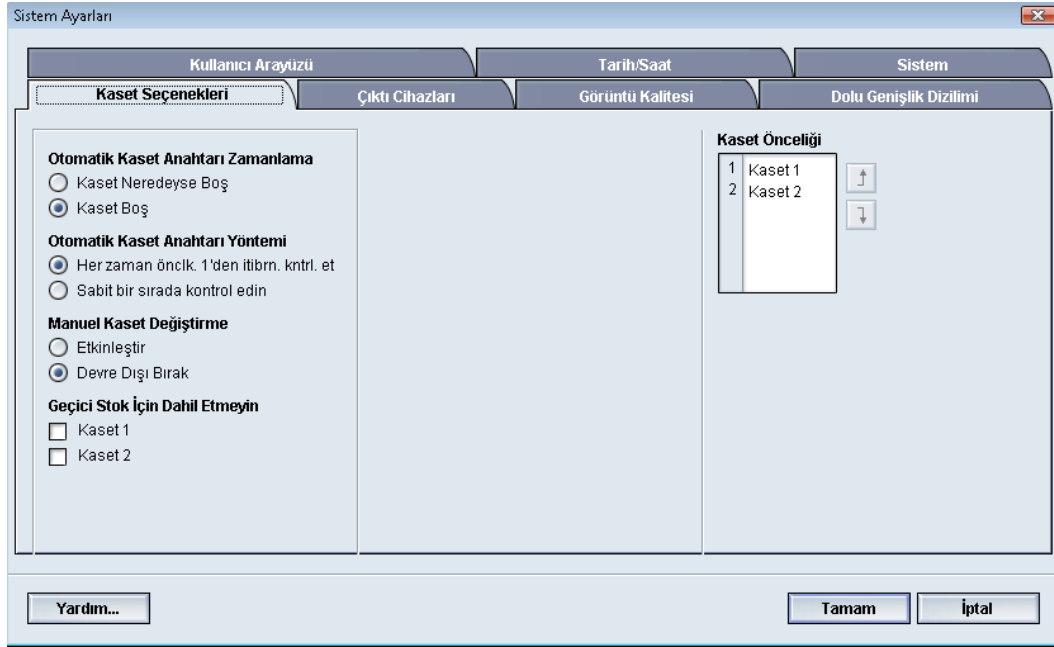 Sistem Ayarları
Kullanıcı Arayüzü
Tarih/Saat
Sistem
Kaset Seçenekleri
Çıktı Cihazları
Görüntü Kalitesi
Dolu Genişlik Dizilimi
Otomatik Kaset Anahtarı Zamanlama
Kaset Neredeyse Boş
Kaset Boş
Otomatik Kaset Anahtarı Yöntemi
Her zaman önclk. 1'den itibrn. kntrl. et
Sabit bir sırada kontrol edin
Manuel Kaset Değiştirme
Etkinleştir
Devre Dışı Bırak
Geçici Stok İçin Dahil Etmeyin
Kaset 1
Kaset 2
Kaset Önceliği
1 Kaset 1
2 Kaset 2
Yardım...
Tamam
İptal